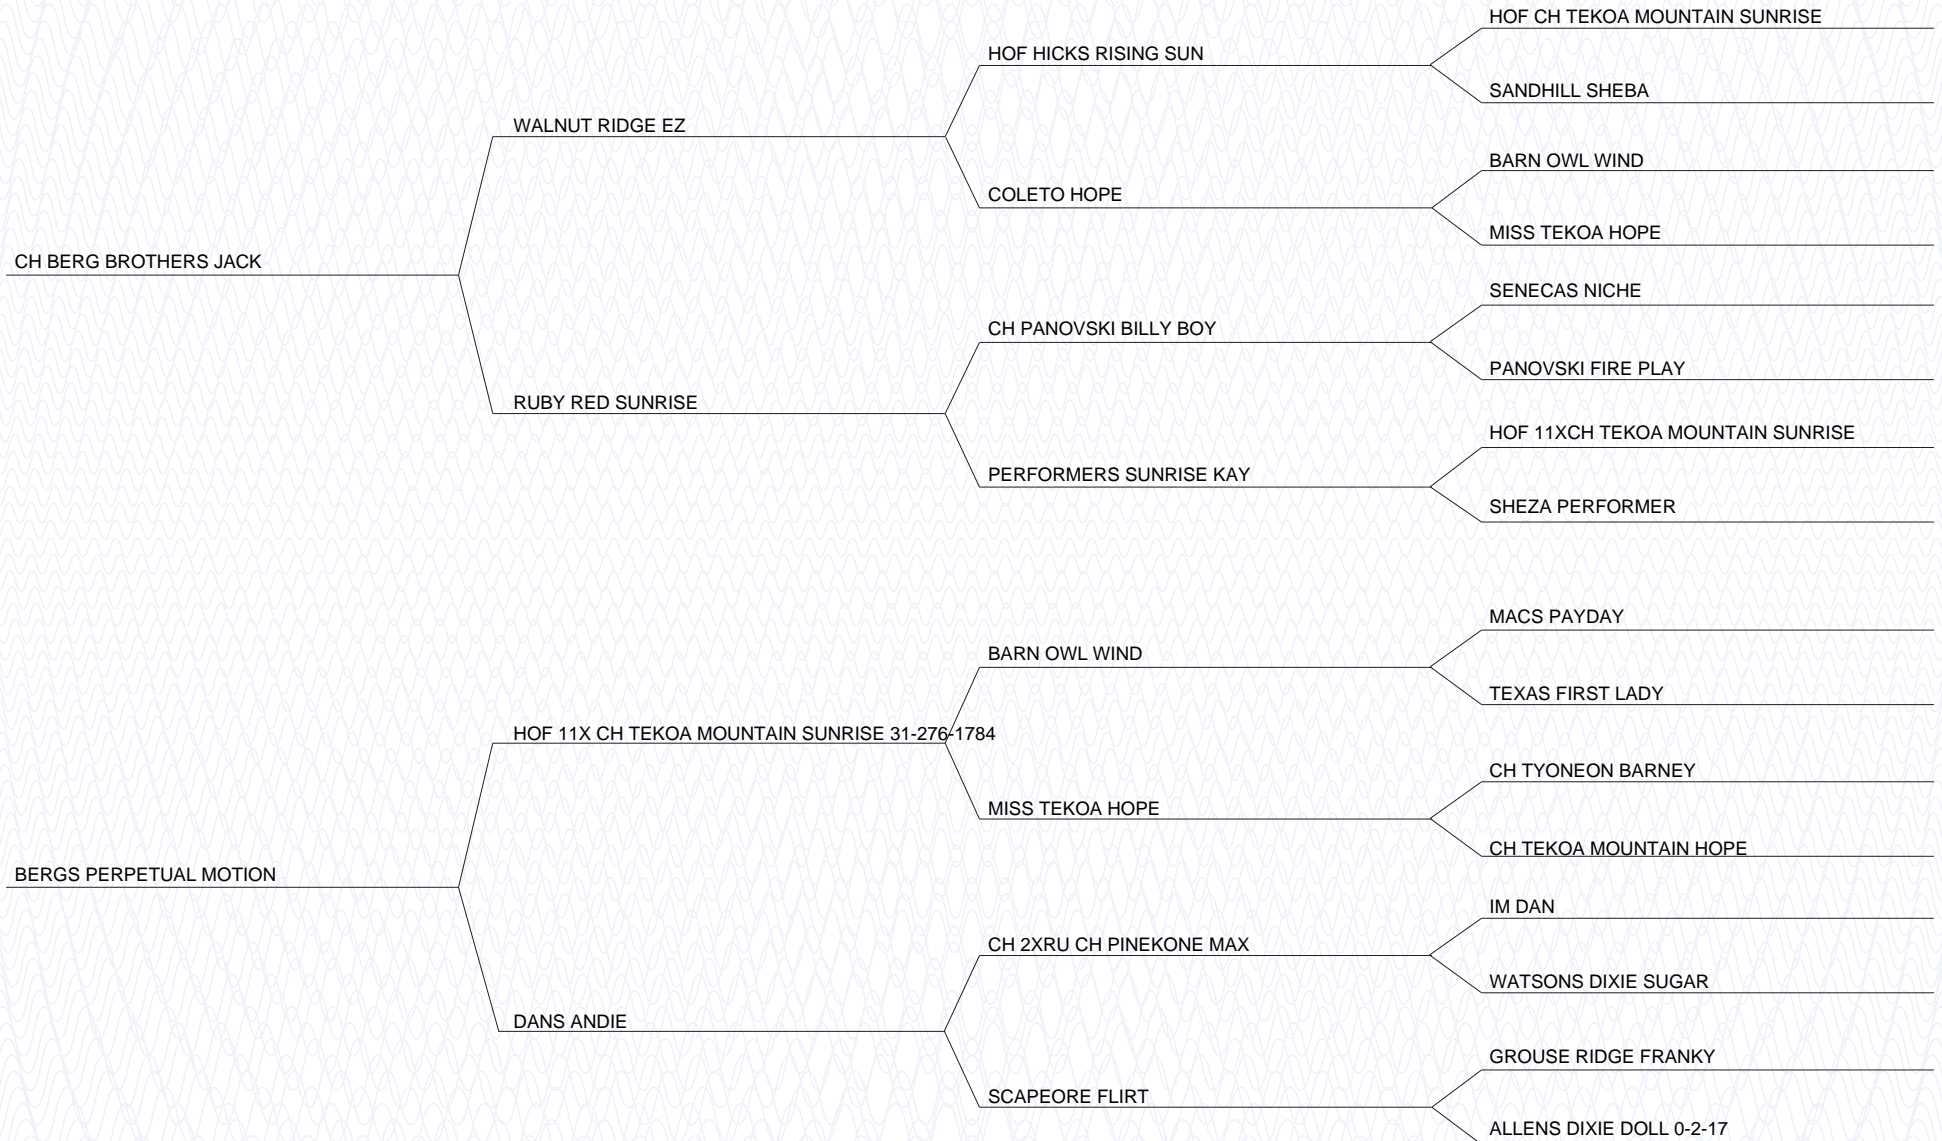 HOF CH TEKOA MOUNTAIN SUNRISE
HOF HICKS RISING SUN
SANDHILL SHEBA
WALNUT RIDGE EZ
BARN OWL WIND
COLETO HOPE
MISS TEKOA HOPE
CH BERG BROTHERS JACK
SENECAS NICHE
CH PANOVSKI BILLY BOY
PANOVSKI FIRE PLAY
RUBY RED SUNRISE
HOF 11XCH TEKOA MOUNTAIN SUNRISE
PERFORMERS SUNRISE KAY
SHEZA PERFORMER
MACS PAYDAY
BARN OWL WIND
TEXAS FIRST LADY
HOF 11X CH TEKOA MOUNTAIN SUNRISE 31-276-1784
CH TYONEON BARNEY
MISS TEKOA HOPE
CH TEKOA MOUNTAIN HOPE
BERGS PERPETUAL MOTION
IM DAN
CH 2XRU CH PINEKONE MAX
WATSONS DIXIE SUGAR
DANS ANDIE
GROUSE RIDGE FRANKY
SCAPEORE FLIRT
ALLENS DIXIE DOLL 0-2-17